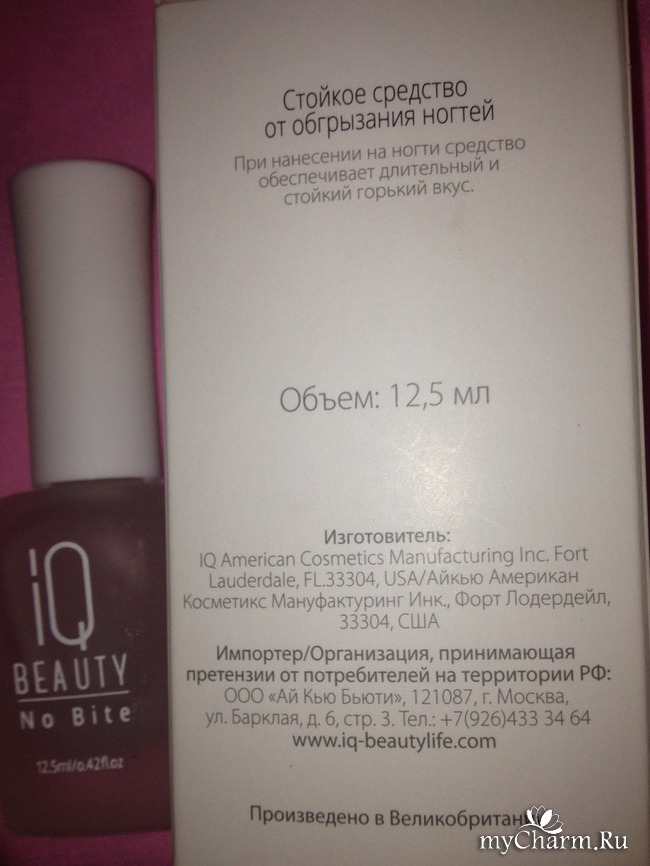 Стойкое средство
от обгрызания ногтей
При нанесении на ногти средство
обеспечивает длительный и
стойкий горький вкус.
Объем: 12,5 мл
Изготовитель:
IQ American Cosmetics Manufacturing Inc. Fort
Lauderdale, FL.33304, USA/Айкью Американ
Косметикс Мануфактуринг Инк., Форт Лодердейл,
33304, США
Импортер/Организация, принимающая
претензии от потребителей на территории РФ:
ООО «Ай Кью Бьюти», 121087, г. Москва,
ул. Барклая, д. 6, стр. 3. Тел.: +7(926)433 34 64
www.iq-beautylife.com
Произведено в Великобритан
iQ
BEAUTY
No Bite
12.5ml/0.42fl.oz
myCharm.Ru